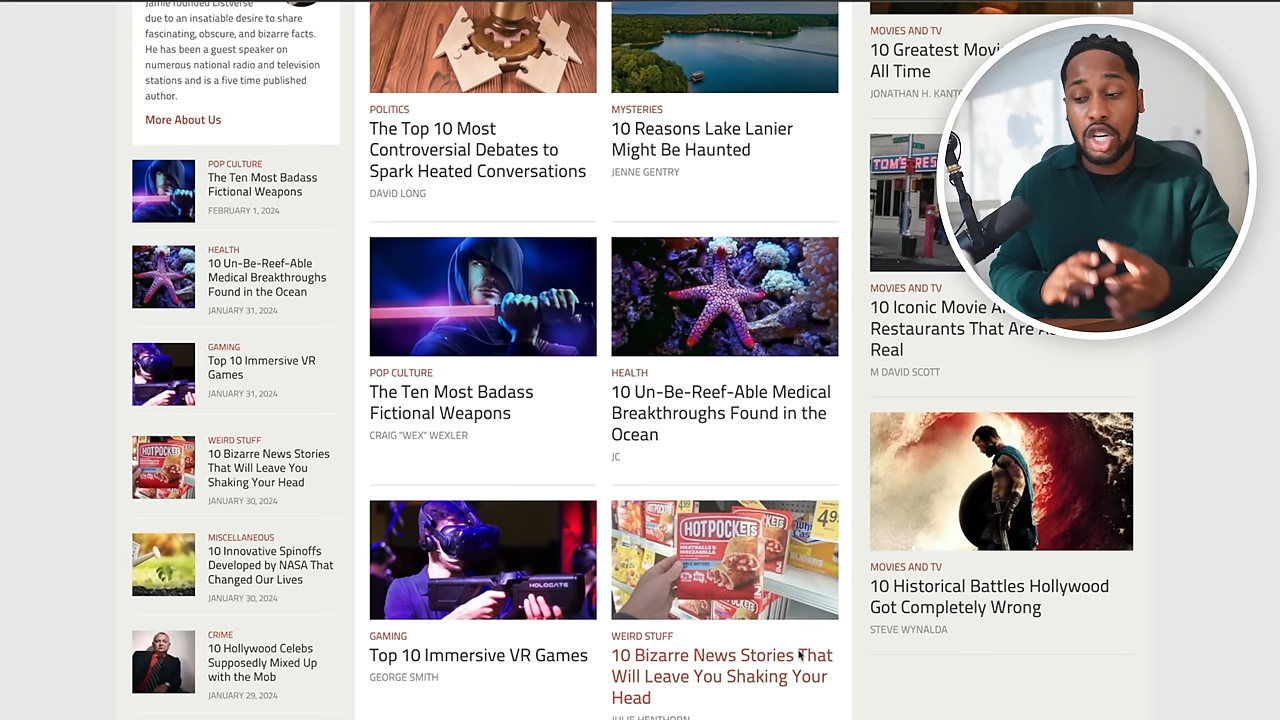 Jamie founded Listverse
due to an insatiable desire to share
fascinating, obscure, and bizarre facts.
He has been a guest speaker on
numerous national radio and television
stations and is a five time published
author.
More About Us
POP CULTURE
The Ten Most Badass
Fictional Weapons
FEBRUARY 1, 2024
HEALTH
10 Un-Be-Reef-Able
Medical Breakthroughs
Found in the Ocean
JANUARY 31, 2024
GAMING
Top 10 Immersive VR
Games
JANUARY 31, 2024
WEIRD STUFF
10 Bizarre News Stories
That Will Leave You
Shaking Your Head
JANUARY 30, 2024
MISCELLANEOUS
10 Innovative Spinoffs
Developed by NASA That
Changed Our Lives
JANUARY 30, 2024
CRIME
10 Hollywood Celebs
Supposedly Mixed Up
with the Mob
JANUARY 29, 2024
POLITICS
The Top 10 Most
Controversial Debates to
Spark Heated Conversations
DAVID LONG
MYSTERIES
10 Reasons Lake Lanier
Might Be Haunted
JENNE GENTRY
POP CULTURE
The Ten Most Badass
Fictional Weapons
CRAIG "WEX" WEXLER
HEALTH
10 Un-Be-Reef-Able Medical
Breakthroughs Found in the
Ocean
JC
HOLOGATE
GAMING
Top 10 Immersive VR Games
GEORGE SMITH
HOT POCKETS
MEATBALLS &
MOZZARELLA
499
WEIRD STUFF
10 Bizarre News Stories That
Will Leave You Shaking Your
Head
JULIE HENTHORN
MOVIES AND TV
10 Greatest Movi
All Time
JONATHAN H. KANTO
TOM'S RES
MOVIES AND TV
10 Iconic Movie A
Restaurants That Are A
Real
M DAVID SCOTT
MOVIES AND TV
10 Historical Battles Hollywood
Got Completely Wrong
STEVE WYNALDA